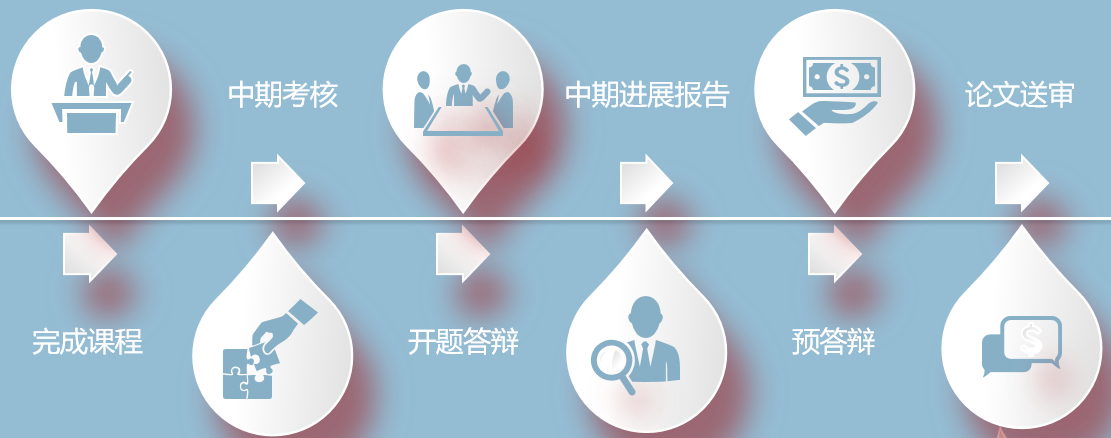 中期考核
中期进展报告
论文送审
完成课程
开题答辩
预答辩